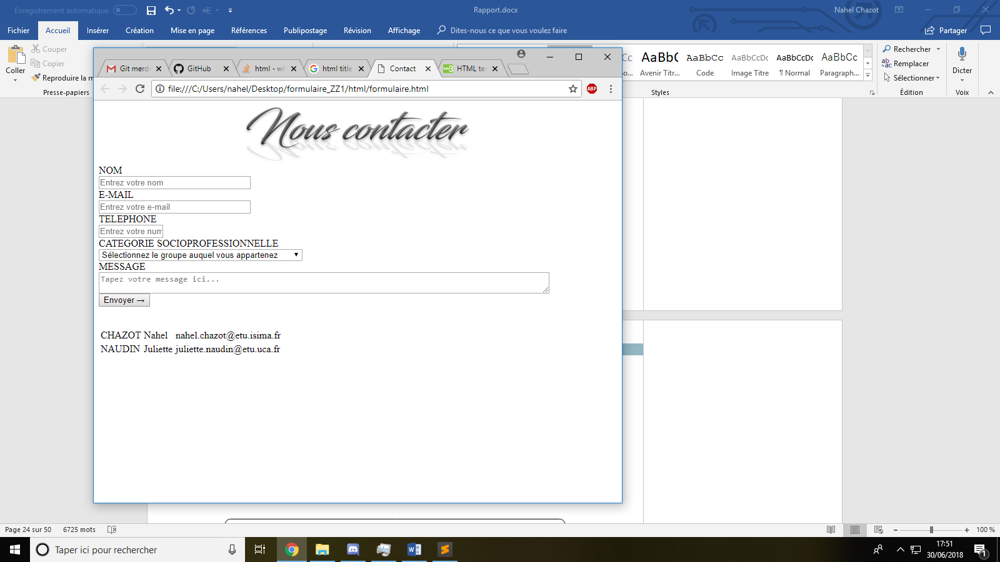 Enregistrement automatique
Rapport.docx
Nahel Chazot
Fichier Accueil Insérer Création Mise en page Références Publipostage Révision Affichage Dites-nous ce que vous voulez faire Partager
Coller
Couper
Copier
Reproduire la m
Presse-papiers
AaBbC AaBbCc AaBbCcDc AaBbCcDc AaBbCc
Avenir Titr... Code Image Titre ¶ Normal Paragraph...
Styles
Rechercher
Remplacer
Sélectionner
Édition
Dicter
Voix
Git merd GitHub html - wh html title Contact HTML te
file:///C:/Users/nahel/Desktop/formulaire_ZZ1/html/formulaire.html
ABP
Nous contacter
NOM
Entrez votre nom
E-MAIL
Entrez votre e-mail
TELEPHONE
Entrez votre num
CATEGORIE SOCIOPROFESSIONNELLE
Sélectionnez le groupe auquel vous appartenez
MESSAGE
Tapez votre message ici...
Envoyer →
CHAZOT Nahel nahel.chazot@etu.isima.fr
NAUDIN Juliette juliette.naudin@etu.uca.fr
Page 24 sur 50 6725 mots 100 %
Taper ici pour rechercher
17:51
30/06/2018
1